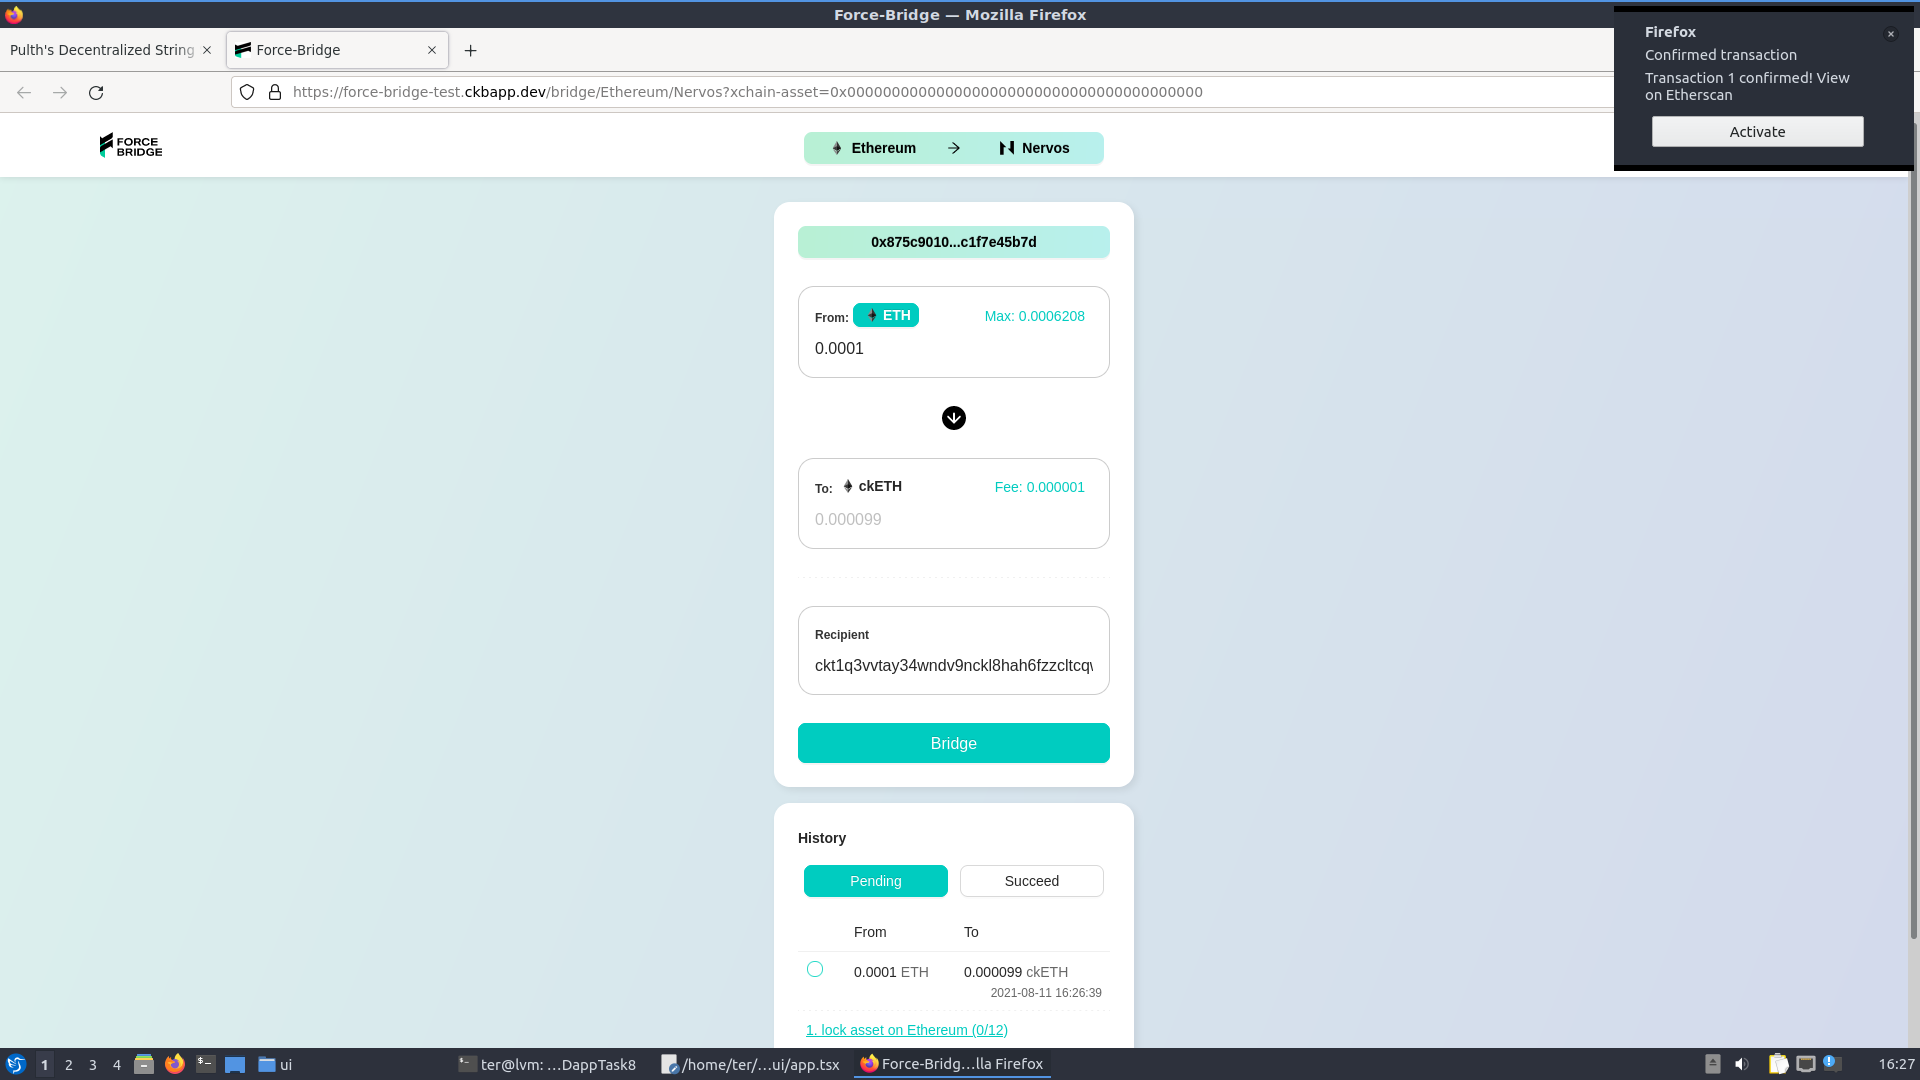 Force-Bridge — Mozilla Firefox
Pulth's Decentralized String
Force-Bridge
https://force-bridge-test.ckbapp.dev/bridge/Ethereum/Nervos?xchain-asset=0x0000000000000000000000000000000000000000
Firefox
Confirmed transaction
Transaction 1 confirmed! View
on Etherscan
Activate
FORCE
BRIDGE
Ethereum
Nervos
0x875c9010...c1f7e45b7d
From: ETH Max: 0.0006208
0.0001
To: ckETH Fee: 0.000001
0.000099
Recipient
ckt1q3vvtay34wndv9nckl8hah6fzzcltcq
Bridge
History
Pending Succeed
From To
0.0001 ETH 0.000099 ckETH
2021-08-11 16:26:39
1. lock asset on Ethereum (0/12)
1 2 3 4 ui ter@lvm: ...DappTask8 /home/ter/...ui/app.tsx Force-Bridg...lla Firefox 16:27